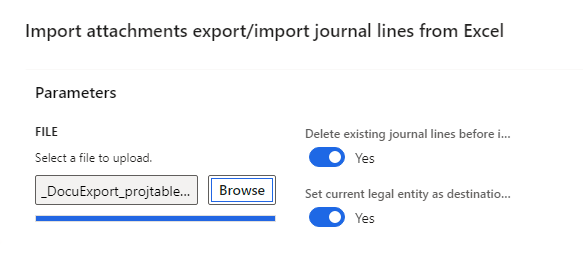 Import attachments export/import journal lines from Excel
Parameters
FILE
Select a file to upload.
_DocuExport_projtable...
Browse
Delete existing journal lines before i...
Yes
Set current legal entity as destinatio...
Yes